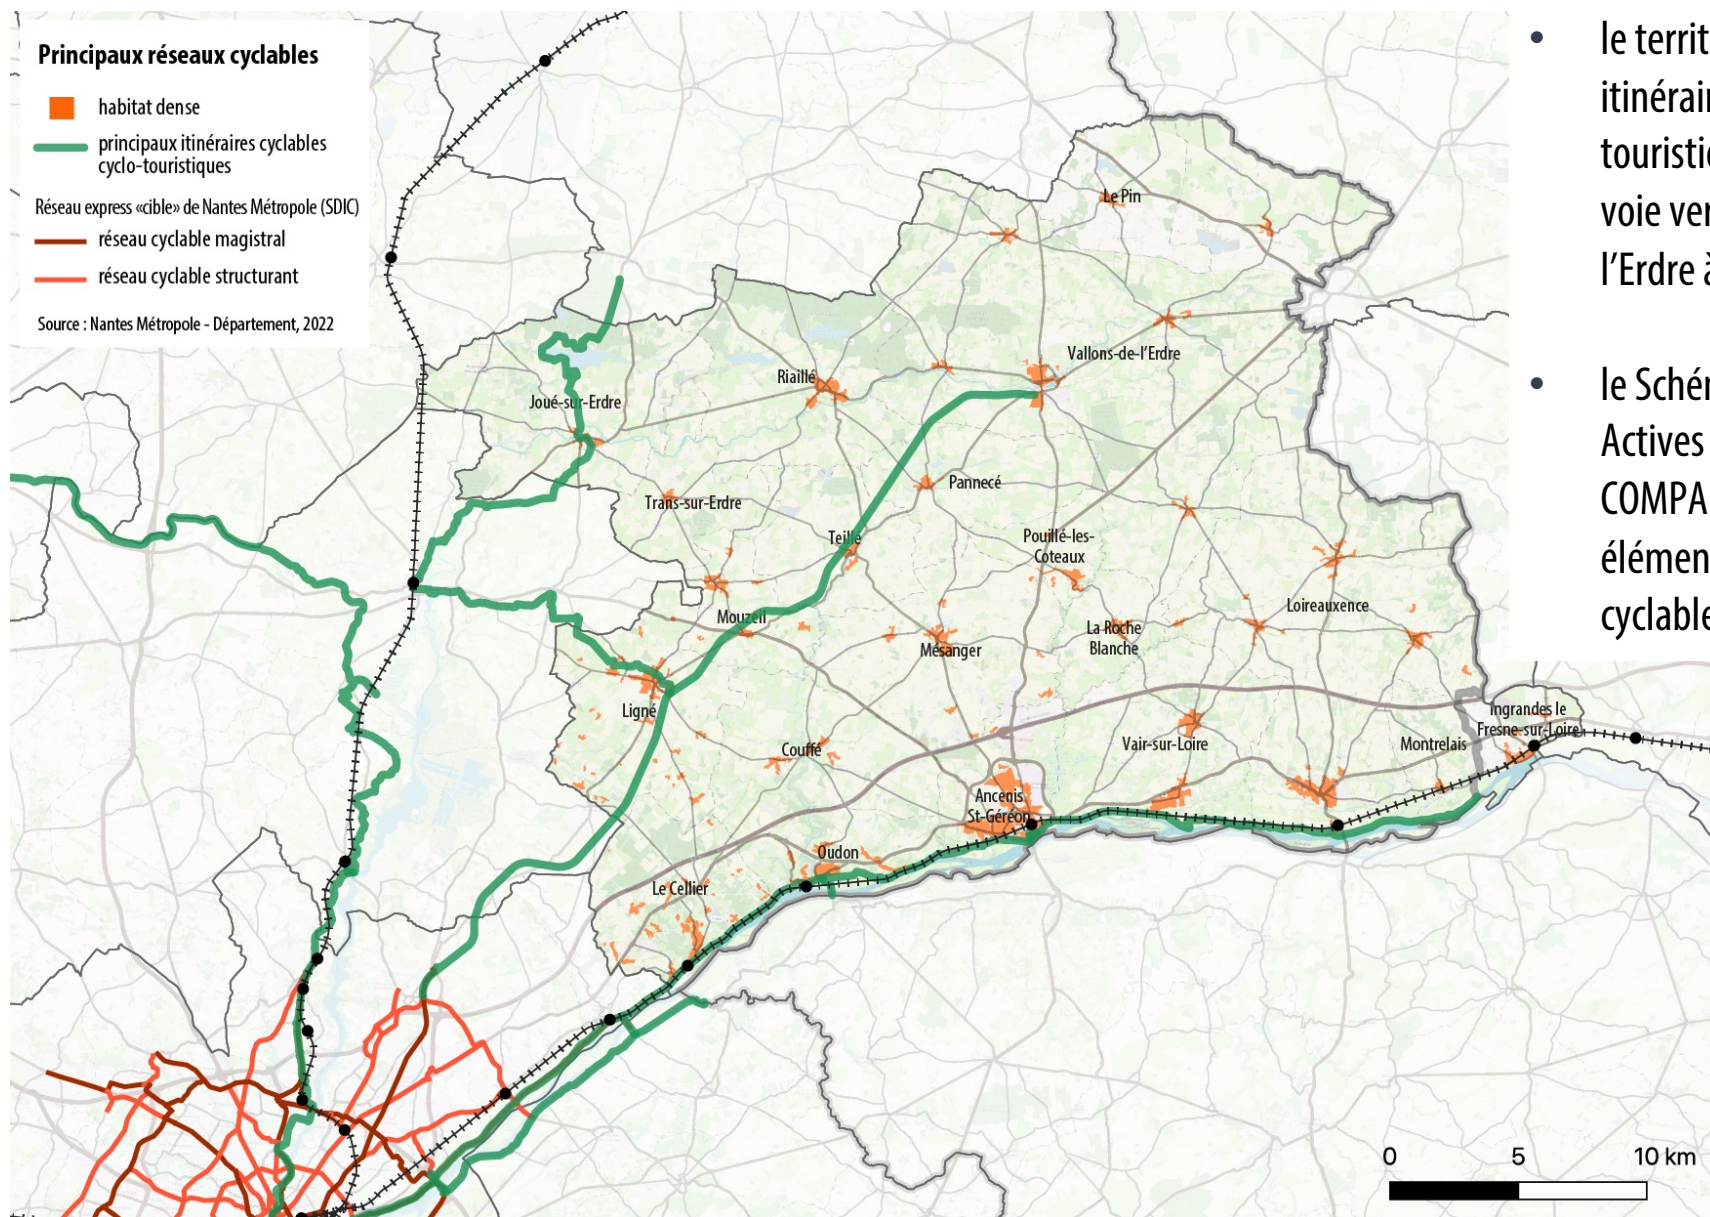 Principaux réseaux cyclables
habitat dense
principaux itinéraires cyclables
cyclo-touristiques
Réseau express «cible» de Nantes Métropole (SDIC)
réseau cyclable magistral
réseau cyclable structurant
Source : Nantes Métropole - Département, 2022
Le Pin
Vallons-de-l'Erdre
Riaillé
Joué-sur-Erdre
Pannecé
Trans-sur-Erdre
Teillé
Pouillé-les-
Coteaux
Loireauxence
Mouzeil
La Roche
Blanche
Mésanger
Ligné
Ingrandes le
Fresne-sur-Loire
Couffé
Vair-sur-Loire
Montrelais
Ancenis
St-Géréon
Oudon
Le Cellier
0 5 10 km
• le territ
itinérair
touristi
voie ver
l'Erdre à
• le Schér
Actives
COMPA
élémen
cyclable